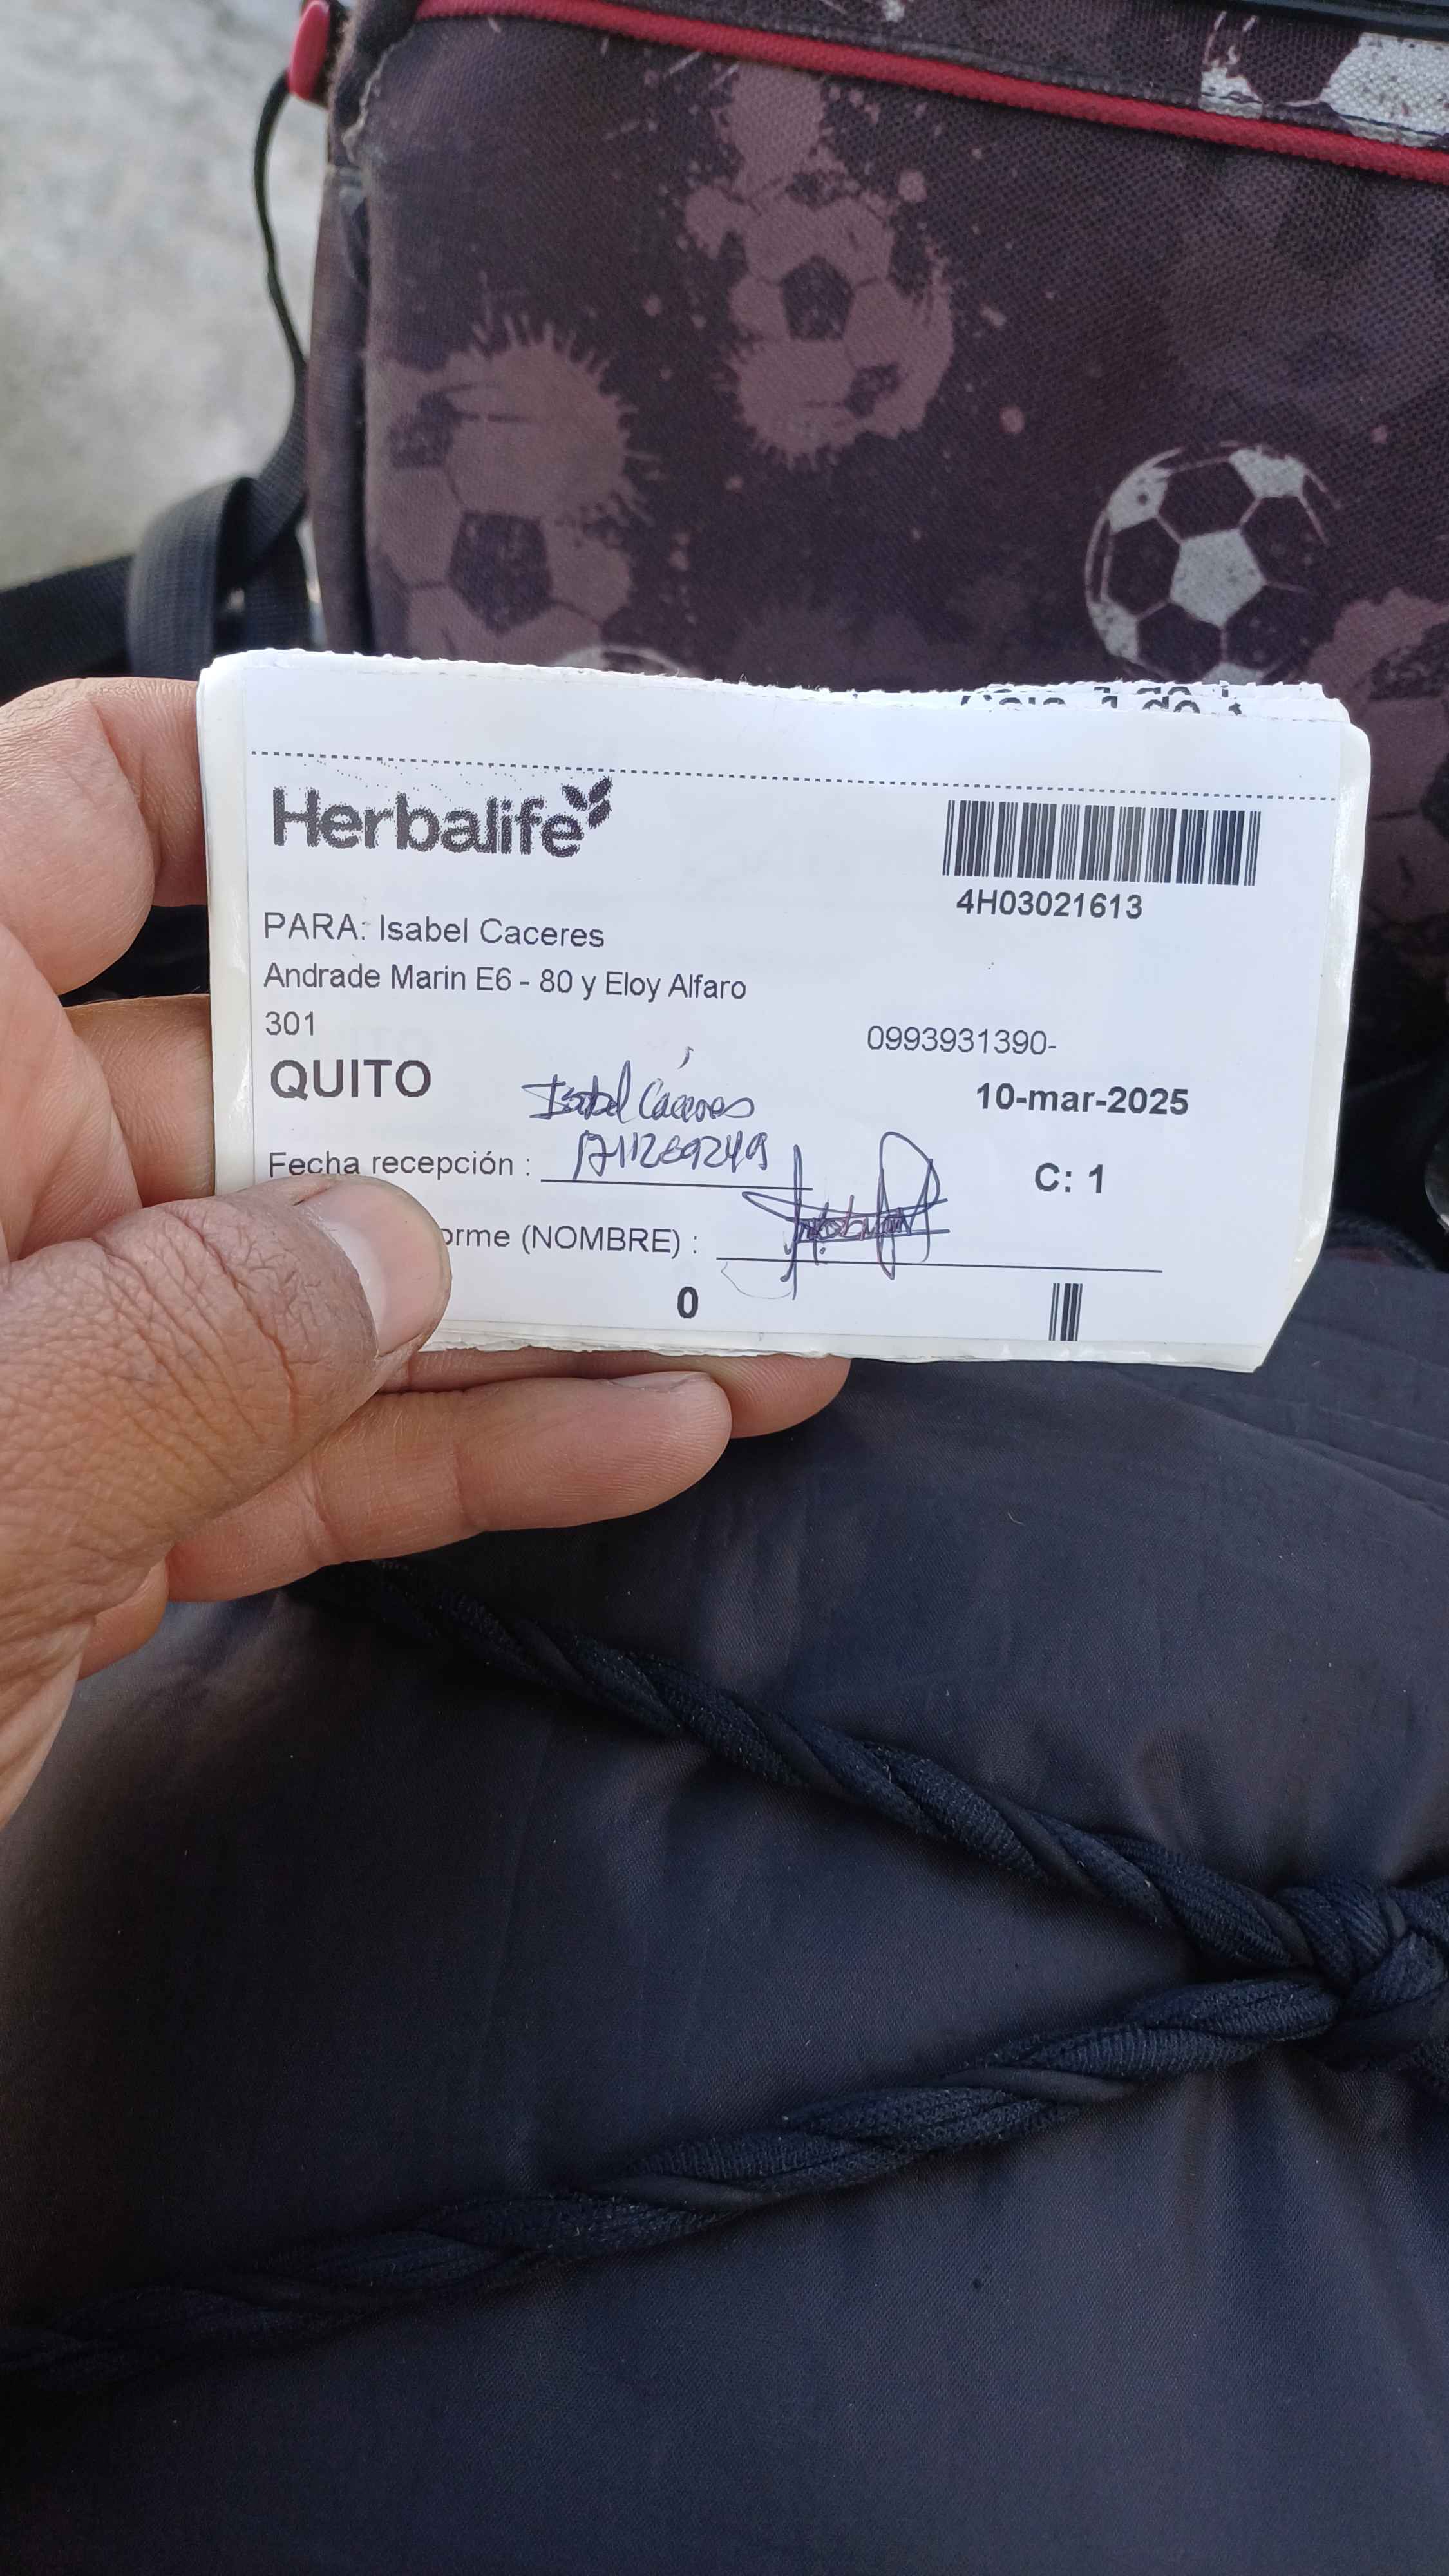 Herbalife
4H03021613
PARA: Isabel Caceres
Andrade Marin E6 - 80 y Eloy Alfaro
301
0993931390-
QUITO
10-mar-2025
Isabel Cáceres
1711269249
Fecha recepción :
C: 1
orme (NOMBRE) :
0